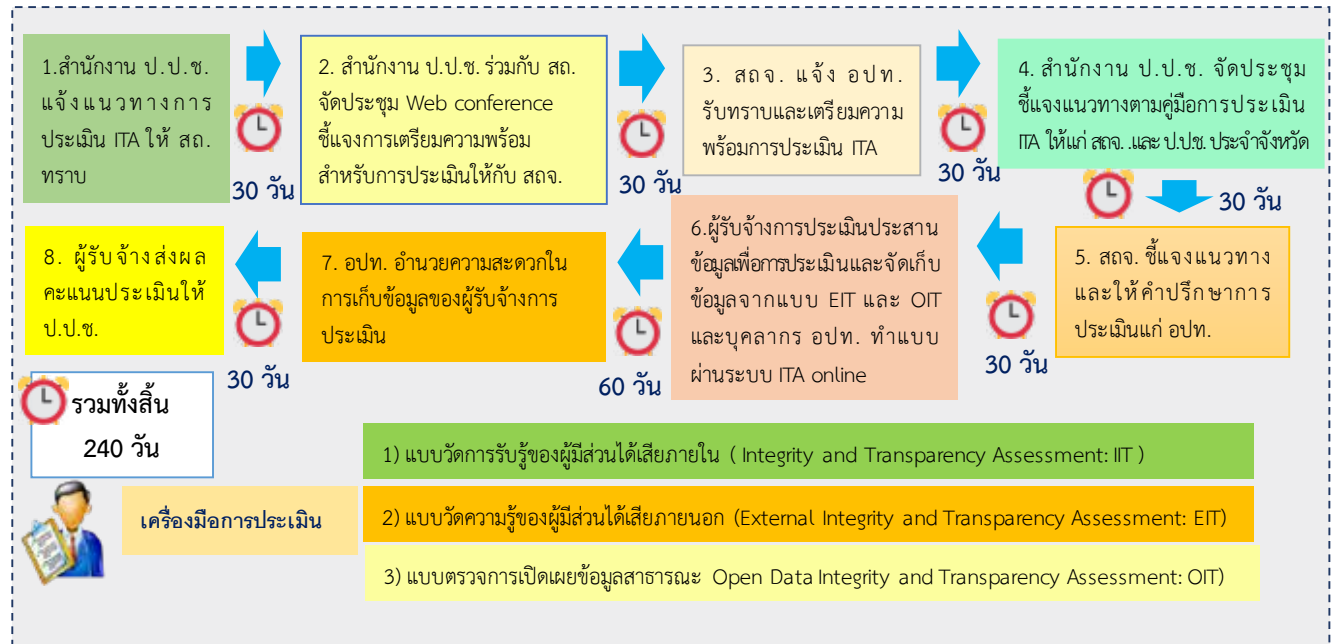 1.สำนักงาน ป.ป.ช.
แจ้งแนวทางการ
ประเมิน ITA ให้ สถ.
ทราบ
30 วัน
2. สำนักงาน ป.ป.ช. ร่วมกับ สถ.
จัดประชุม Web conference
ชี้แจงการเตรียมความพร้อม
สำหรับการประเมินให้กับ สถจ.
30 วัน
3. สถจ. แจ้ง อปท.
รับทราบและเตรียมความ
พร้อมการประเมิน ITA
30 วัน
4. สำนักงาน ป.ป.ช. จัดประชุม
ชี้แจงแนวทางตามคู่มือการประเมิน
ITA ให้แก่ สถจ. .และ ป.ป.ช. ประจำจังหวัด
30 วัน
5. สถจ. ชี้แจงแนวทาง
และให้คำปรึกษาการ
ประเมินแก่ อปท.
30 วัน
6.ผู้รับจ้างการประเมินประสาน
ข้อมูลเพื่อการประเมินและจัดเก็บ
ข้อมูลจากแบบ EIT และ OIT
และบุคลากร อปท. ทำแบบ
ผ่านระบบ ITA online
60 วัน
7. อปท. อำนวยความสะดวกใน
การเก็บข้อมูลของผู้รับจ้างการ
ประเมิน
30 วัน
8. ผู้รับจ้างส่งผล
คะแนนประเมินให้
ป.ป.ช.
รวมทั้งสิ้น
240 วัน
เครื่องมือการประเมิน
1) แบบวัดการรับรู้ของผู้มีส่วนได้เสียภายใน ( Integrity and Transparency Assessment: IIT )
2) แบบวัดความรู้ของผู้มีส่วนได้เสียภายนอก (External Integrity and Transparency Assessment: EIT)
3) แบบตรวจการเปิดเผยข้อมูลสาธารณะ Open Data Integrity and Transparency Assessment: OIT)